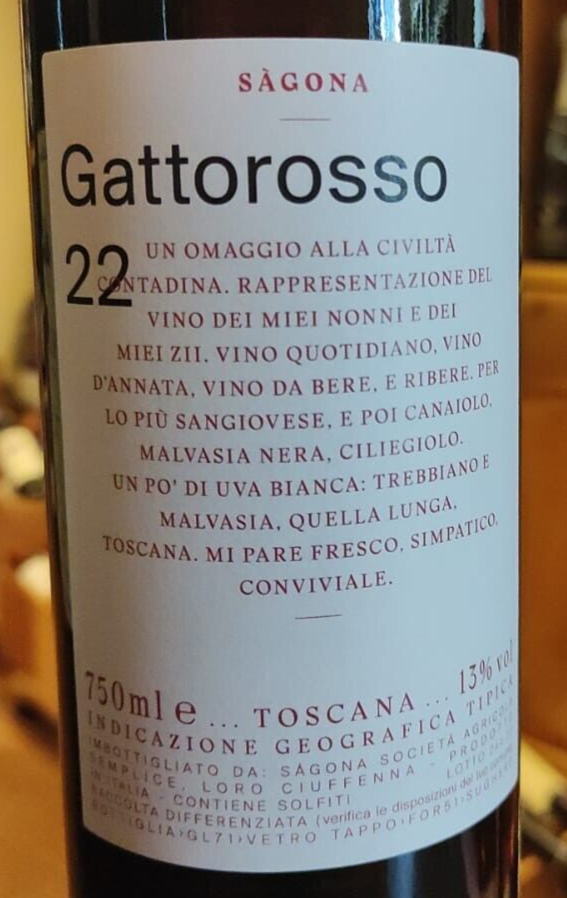 SÀGONA
Gattorosso
22
UN OMAGGIO ALLA CIVILTÀ
CONTADINA. RAPPRESENTAZIONE DEL
VINO DEI MIEI NONNI E DEI
MIEI ZII. VINO QUOTIDIANO, VINO
D'ANNATA, VINO DA BERE, E RIBERE. PER
LO PIÙ SANGIOVESE, E POI CANAIOLO,
MALVASIA NERA, CILIEGIOLO.
UN PO' DI UVA BIANCA: TREBBIANO E
MALVASIA, QUELLA LUNGA,
TOSCANA. MI PARE FRESCO, SIMPATICO,
CONVIVIALE.
750ml e ... TOSCANA ... 13% vol
INDICAZIONE GEOGRAFICA TIPICA
IMBOTTIGLIATO DA: SÀGONA SOCIETÀ AGRICOLA
SEMPLICE, LORO CIUFFENNA - PRODOTTO
IN ITALIA - CONTIENE SOLFITI LOTTO
RACCOLTA DIFFERENZIATA (verifica le disposizioni del tuo comune)
BOTTIGLIA›GL71›VETRO TAPPO›FOR51›SUGHERO